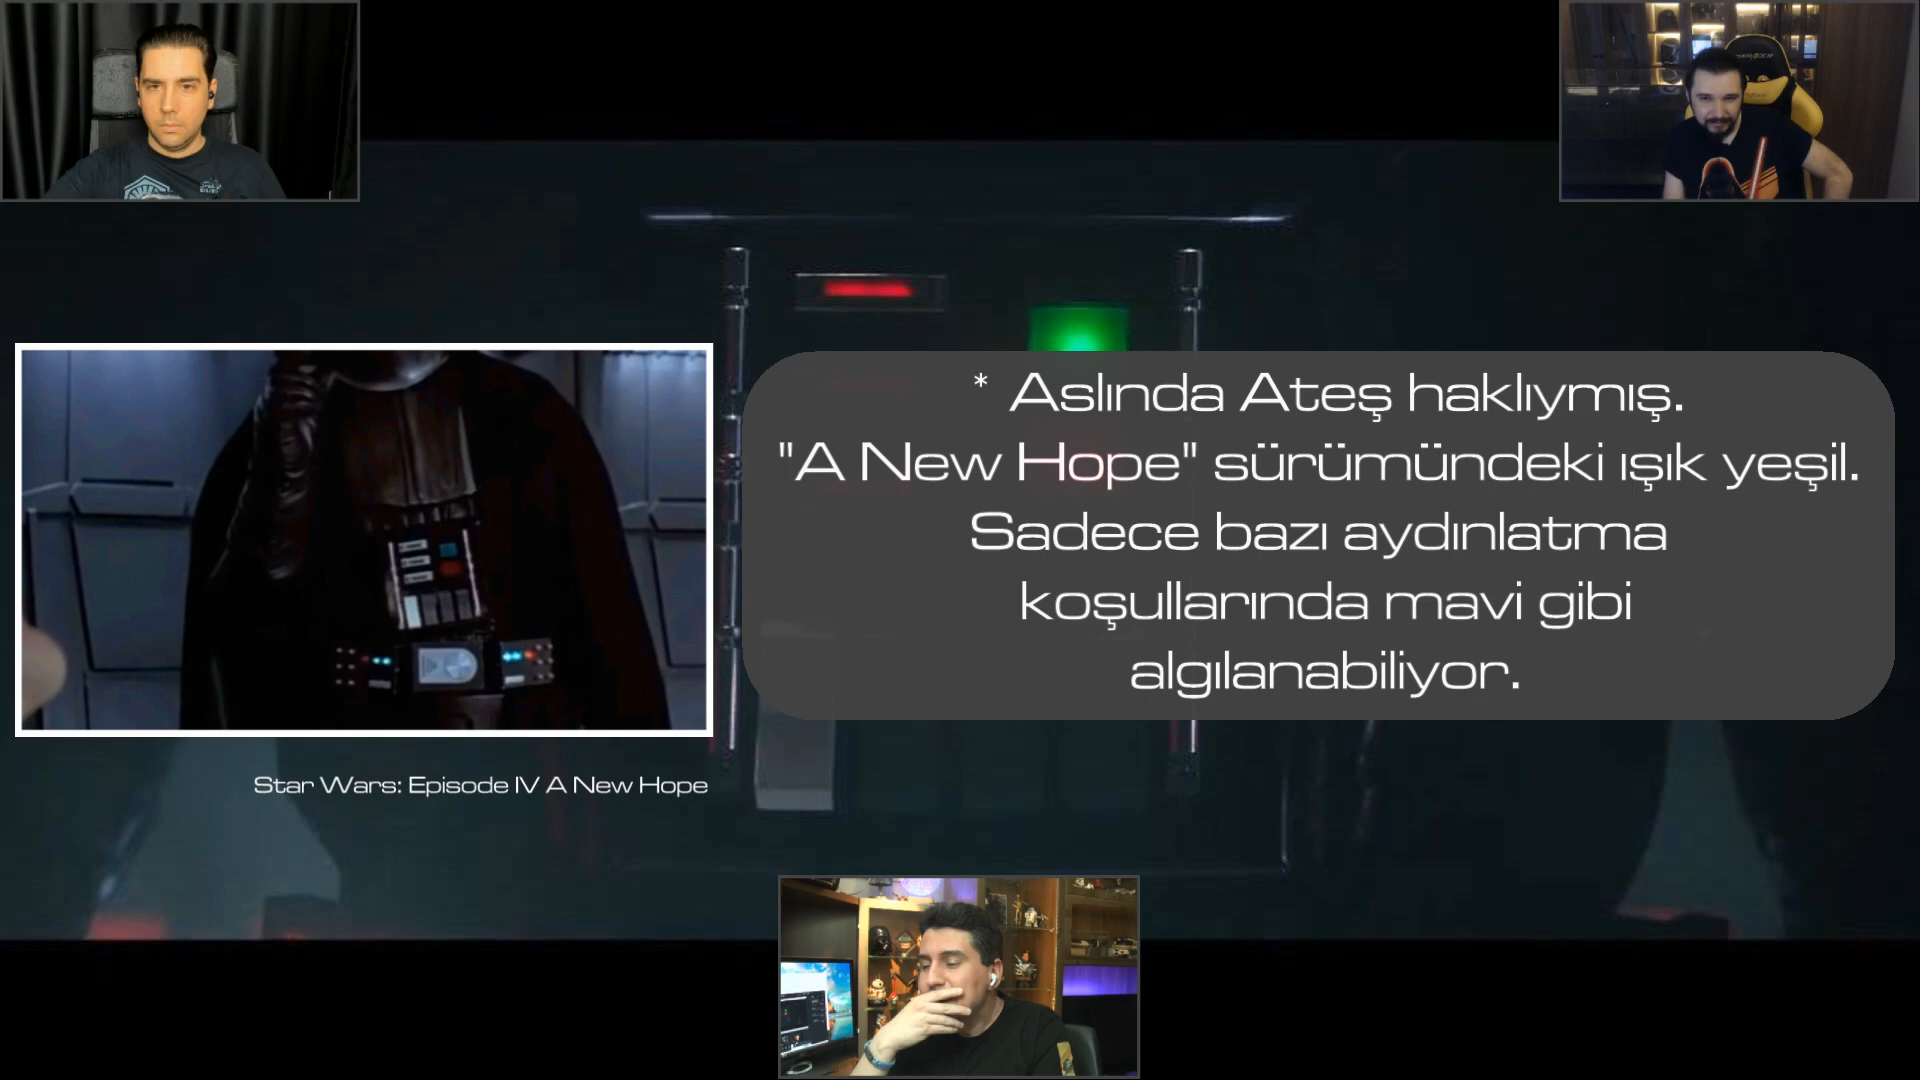 * Aslında Ateş haklıymış.
"A New Hope" sürümündeki ışık yeşil.
Sadece bazı aydınlatma
koşullarında mavi gibi
algılanabiliyor.
Star Wars: Episode IV A New Hope